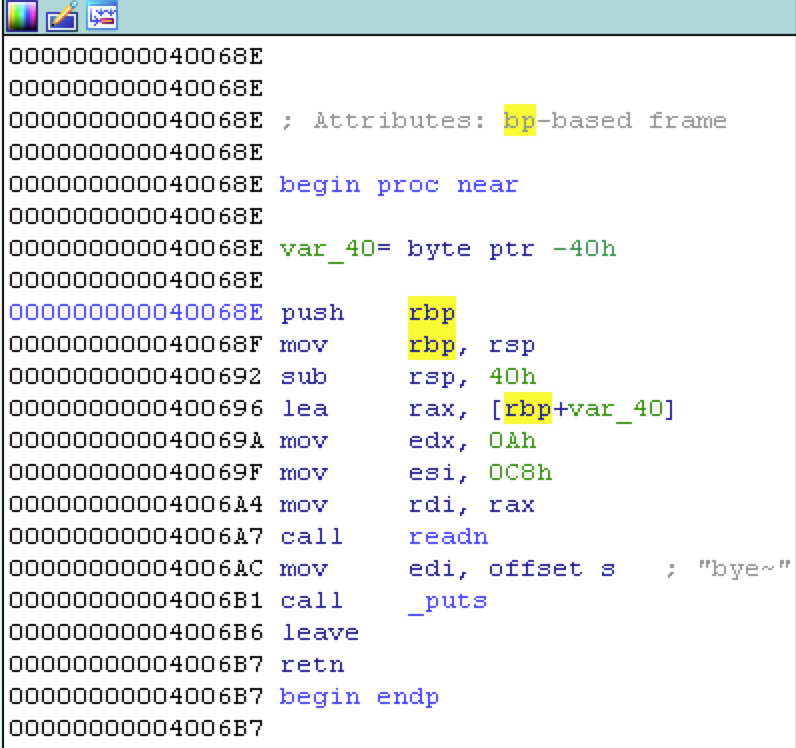 000000000040068E
000000000040068E
000000000040068E ; Attributes: bp-based frame
000000000040068E
000000000040068E begin proc near
000000000040068E
000000000040068E var_40= byte ptr -40h
000000000040068E
000000000040068E push    rbp
000000000040068F mov     rbp, rsp
0000000000400692 sub     rsp, 40h
0000000000400696 lea     rax, [rbp+var_40]
000000000040069A mov     edx, 0Ah
000000000040069F mov     esi, 0C8h
00000000004006A4 mov     rdi, rax
00000000004006A7 call    readn
00000000004006AC mov     edi, offset s   ; "bye~"
00000000004006B1 call    _puts
00000000004006B6 leave
00000000004006B7 retn
00000000004006B7 begin endp
00000000004006B7